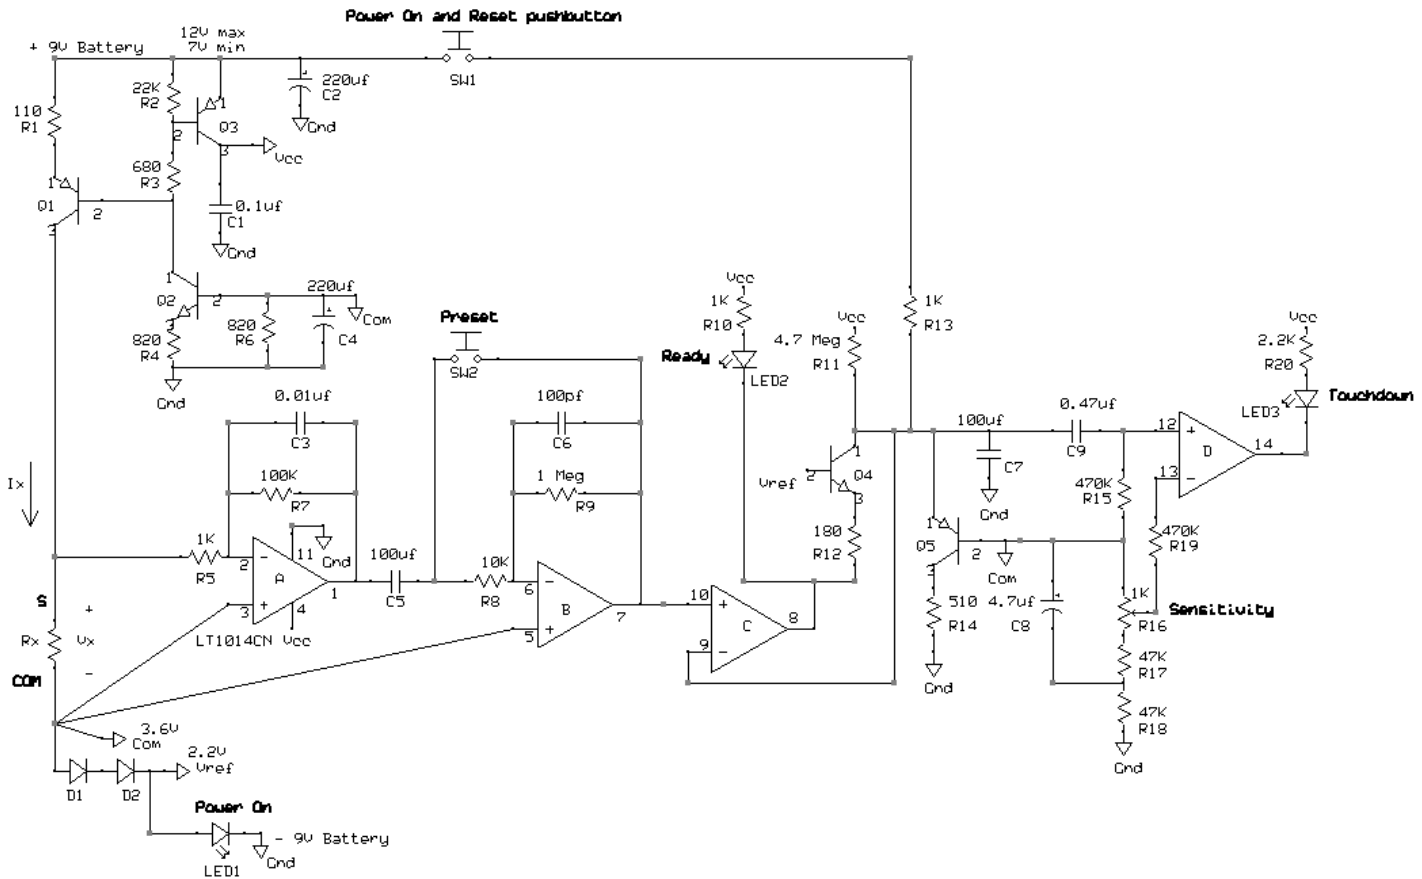 Power On and Reset pushbutton
12V max
7V min
+ 9V Battery
SW1
22K
R2
220uf
C2
Gnd
110
R1
1
2
Q3
3
Vcc
680
R3
1
Q1
2
3
0.1uf
C1
Gnd
1
Q2
2
3
220uf
C4
Com
820
R6
820
R4
Gnd
Preset
SW2
Vcc
1K
R10
Ready
LED2
Vcc
4.7 Meg
R11
1K
R13
Vcc
2.2K
R20
LED3
Touchdown
0.01uf
C3
100K
R7
100pf
C6
1 Meg
R9
Ix
1K
R5
2
3
A
11
Gnd
1
4
LT1014CN Vcc
100uf
C5
10K
R8
6
5
B
7
Vref
2
1
Q4
3
180
R12
10
9
C
8
100uf
C7
Gnd
0.47uf
C9
12
13
D
14
470K
R15
470K
R19
1
Q5
2
3
Com
510
R14
Gnd
4.7uf
C8
1K
R16
Sensitivity
47K
R17
47K
R18
Gnd
S
+
Rx
Vx
-
COM
3.6V
Com
D1
D2
2.2V
Vref
Power On
LED1
- 9V Battery
Gnd